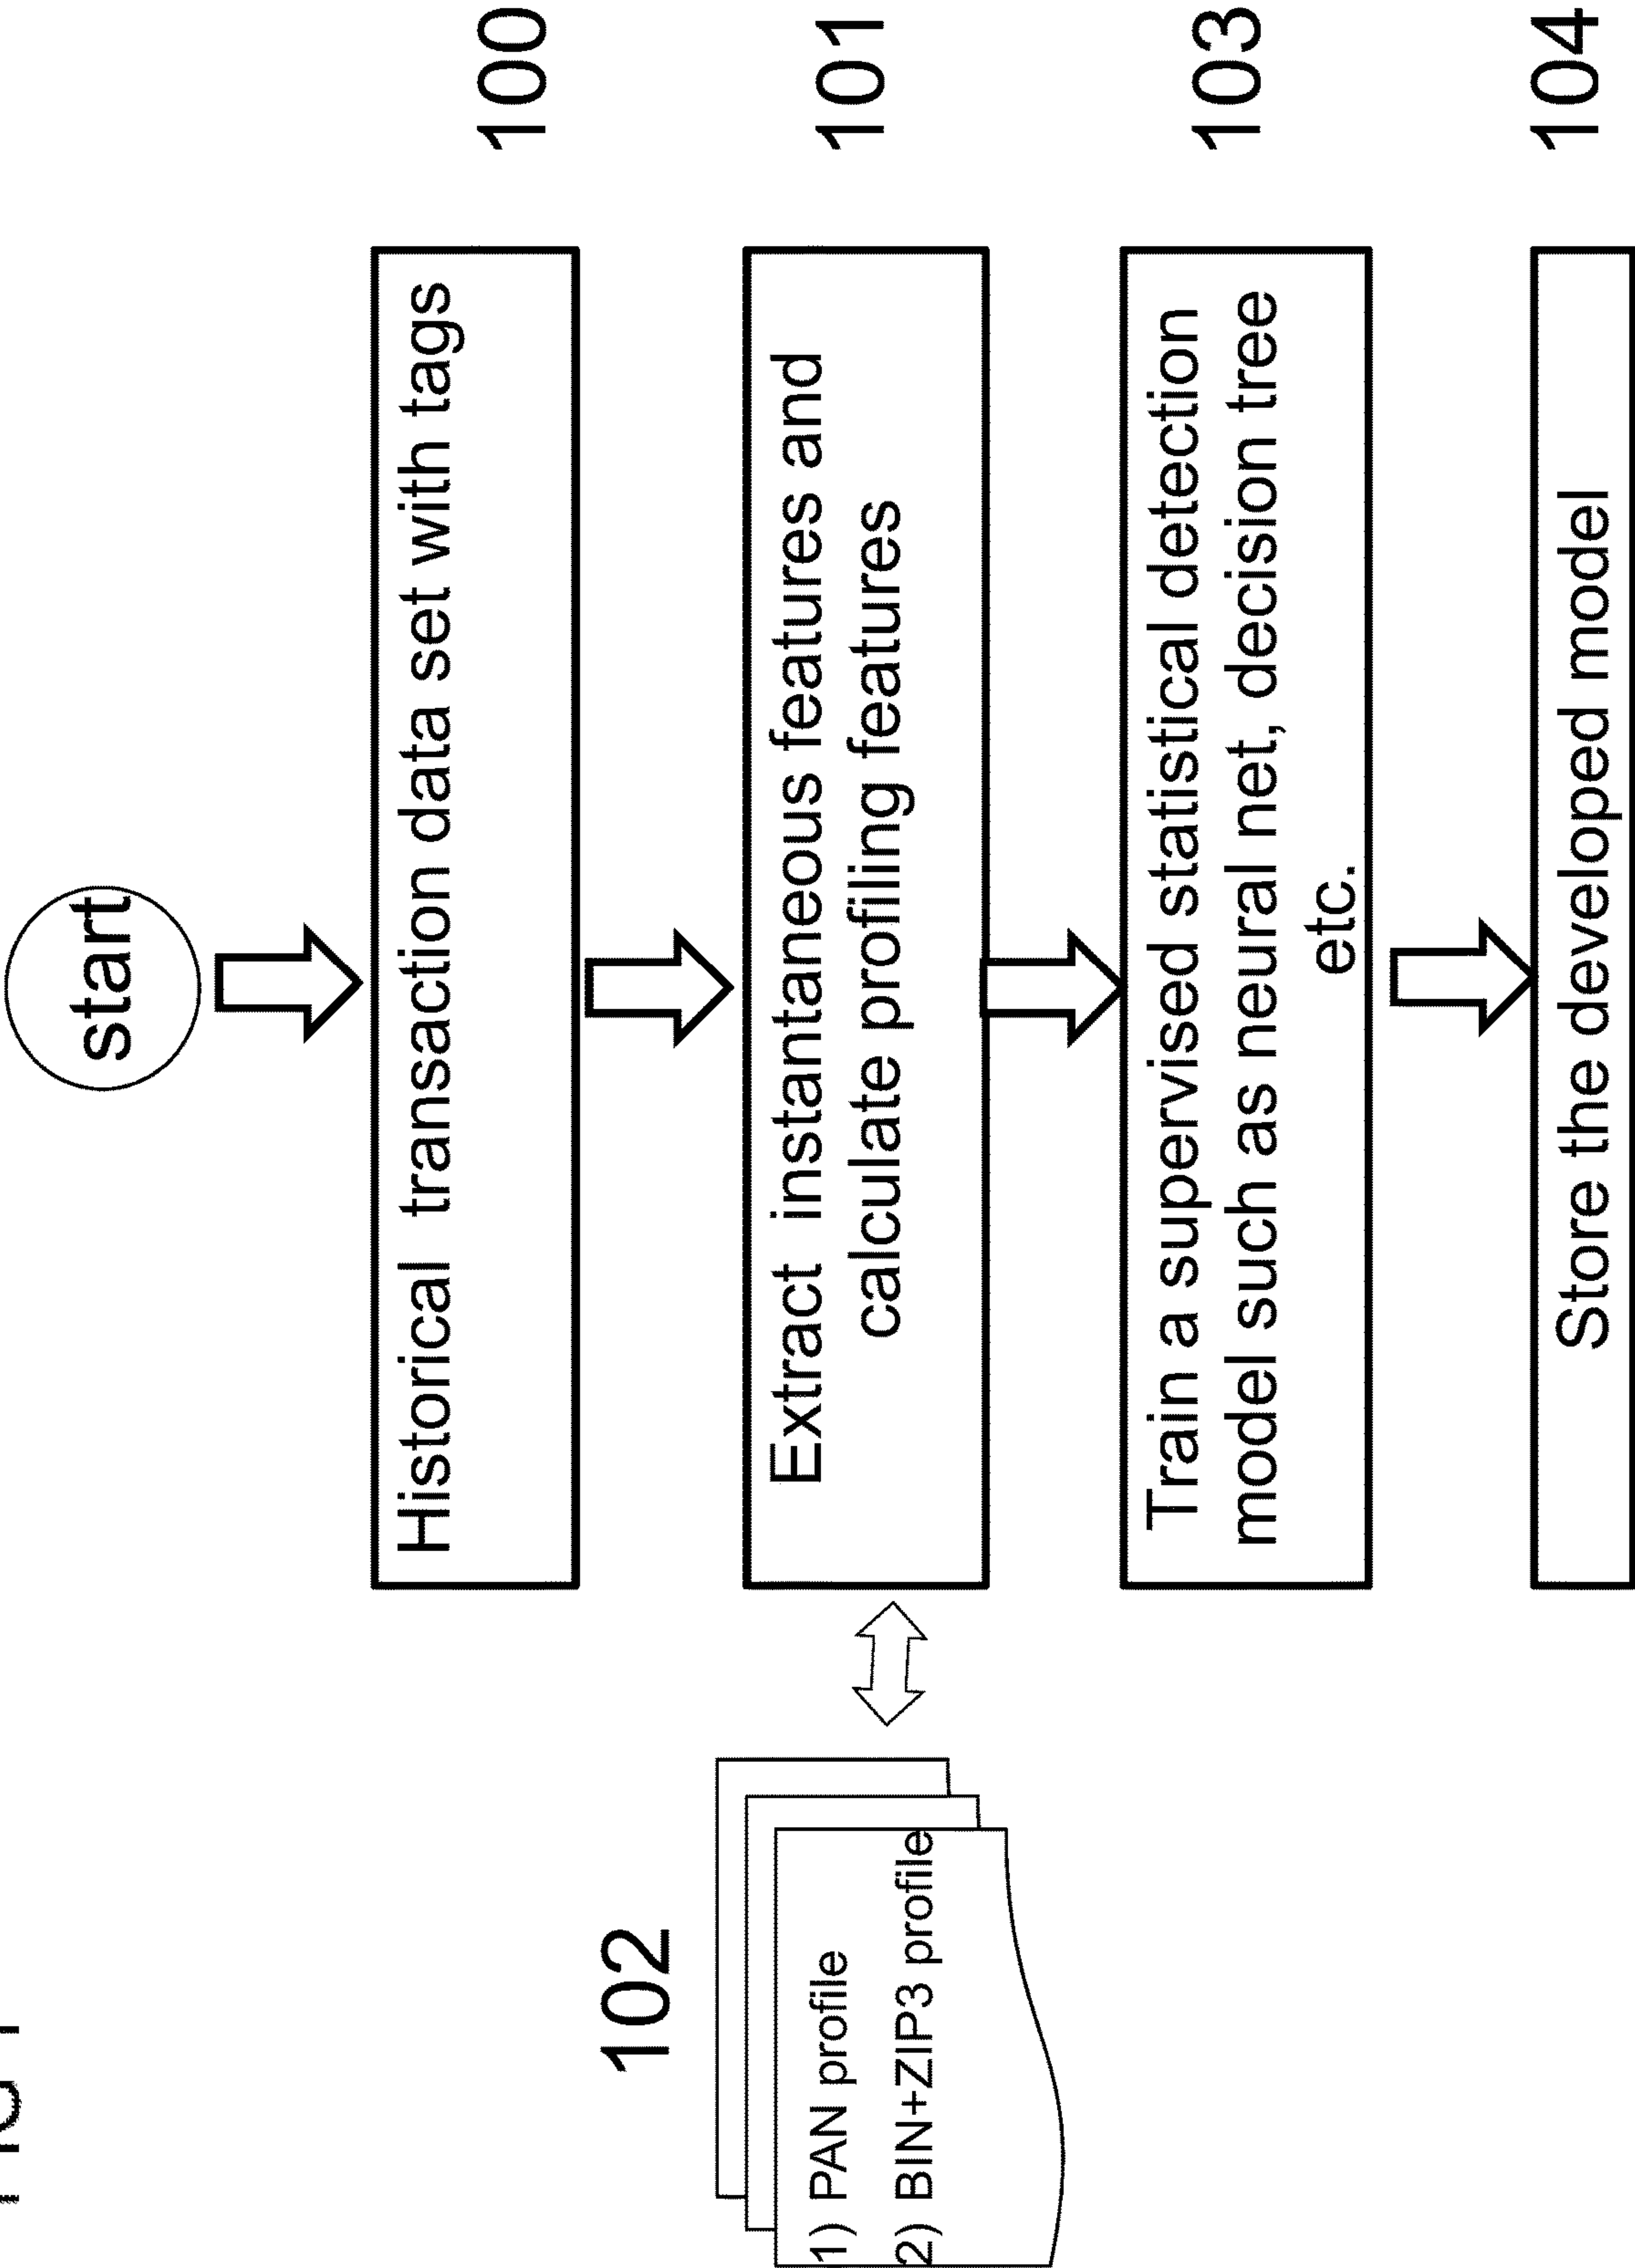 start
Historical transaction data set with tags
100
102
1) PAN profile
2) BIN+ZIP3 profile
Extract instantaneous features and
calculate profiling features
101
Train a supervised statistical detection
model such as neural net, decision tree
etc.
103
Store the developed model
104